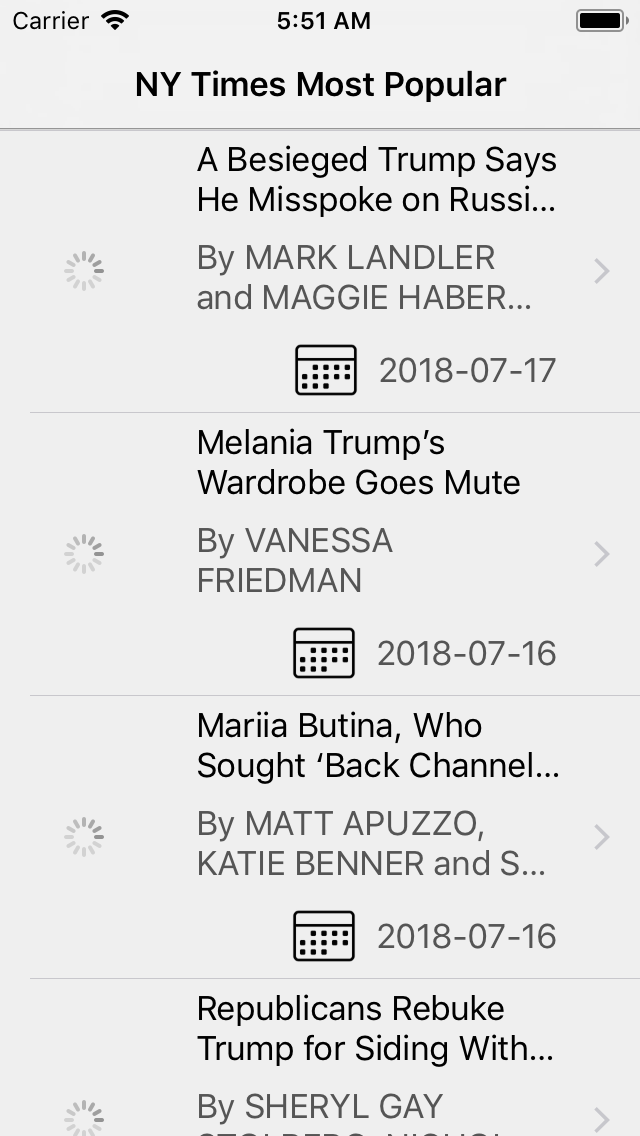 Carrier 5:51 AM
NY Times Most Popular
A Besieged Trump Says
He Misspoke on Russi...
By MARK LANDLER
and MAGGIE HABER...
2018-07-17
Melania Trump’s
Wardrobe Goes Mute
By VANESSA
FRIEDMAN
2018-07-16
Mariia Butina, Who
Sought ‘Back Channel...
By MATT APUZZO,
KATIE BENNER and S...
2018-07-16
Republicans Rebuke
Trump for Siding With...
By SHERYL GAY